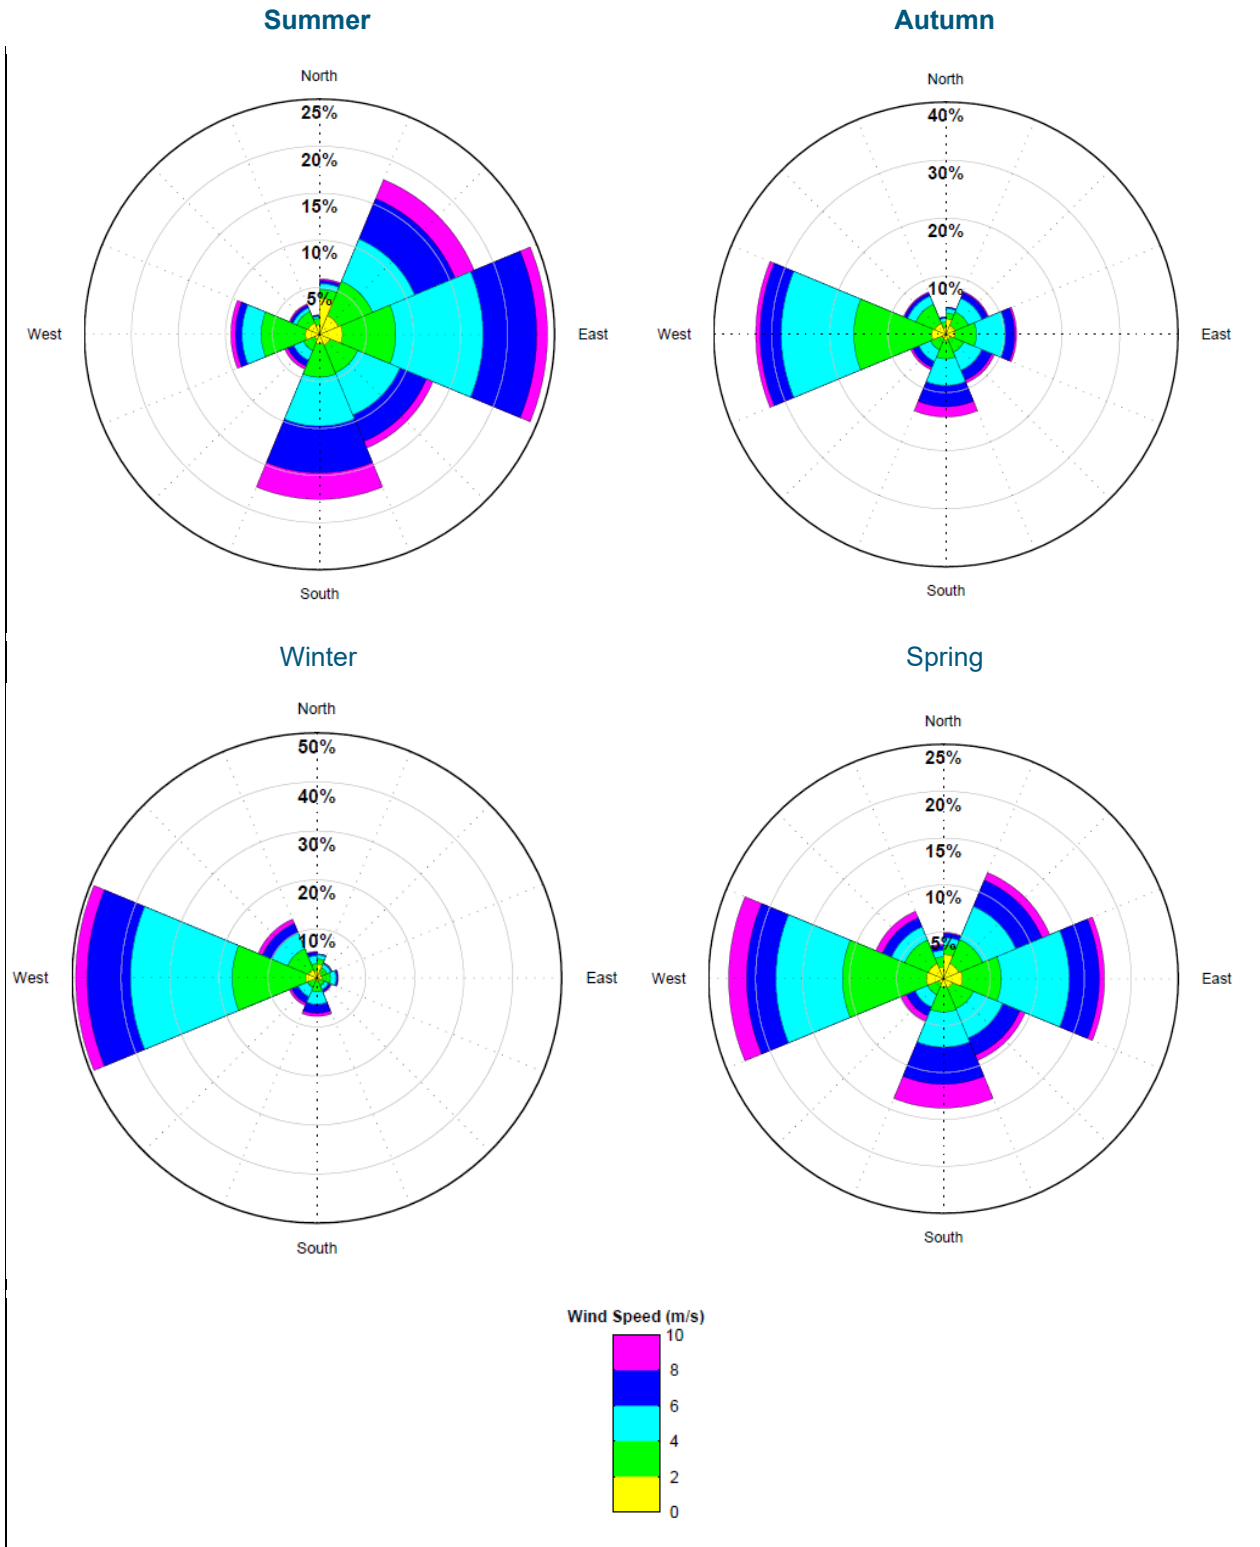 Summer
Autumn
North
25%
20%
15%
10%
5%
West
East
South
North
40%
30%
20%
10%
West
East
South
Winter
Spring
North
50%
40%
30%
20%
10%
West
East
South
North
25%
20%
15%
10%
5%
West
East
South
Wind Speed (m/s)
10
8
6
4
2
0